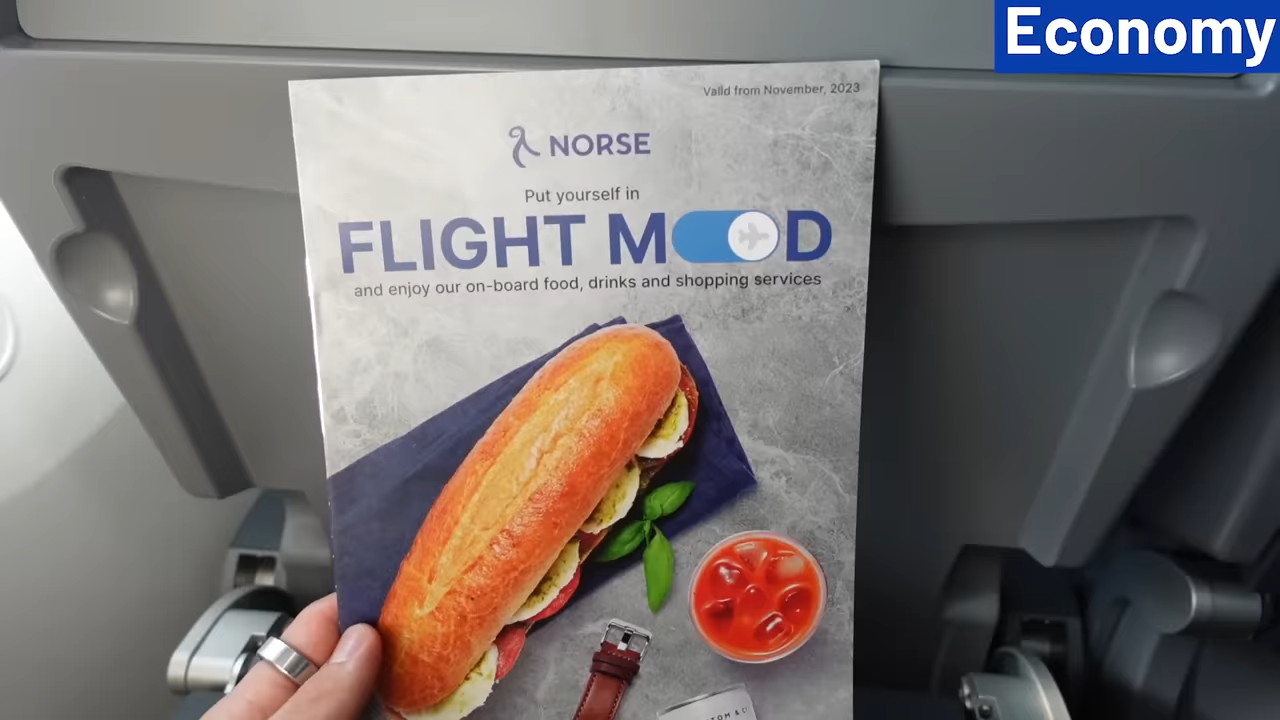 Economy
Valid from November, 2023
NORSE
Put yourself in
FLIGHT MOOD
and enjoy our on-board food, drinks and shopping services